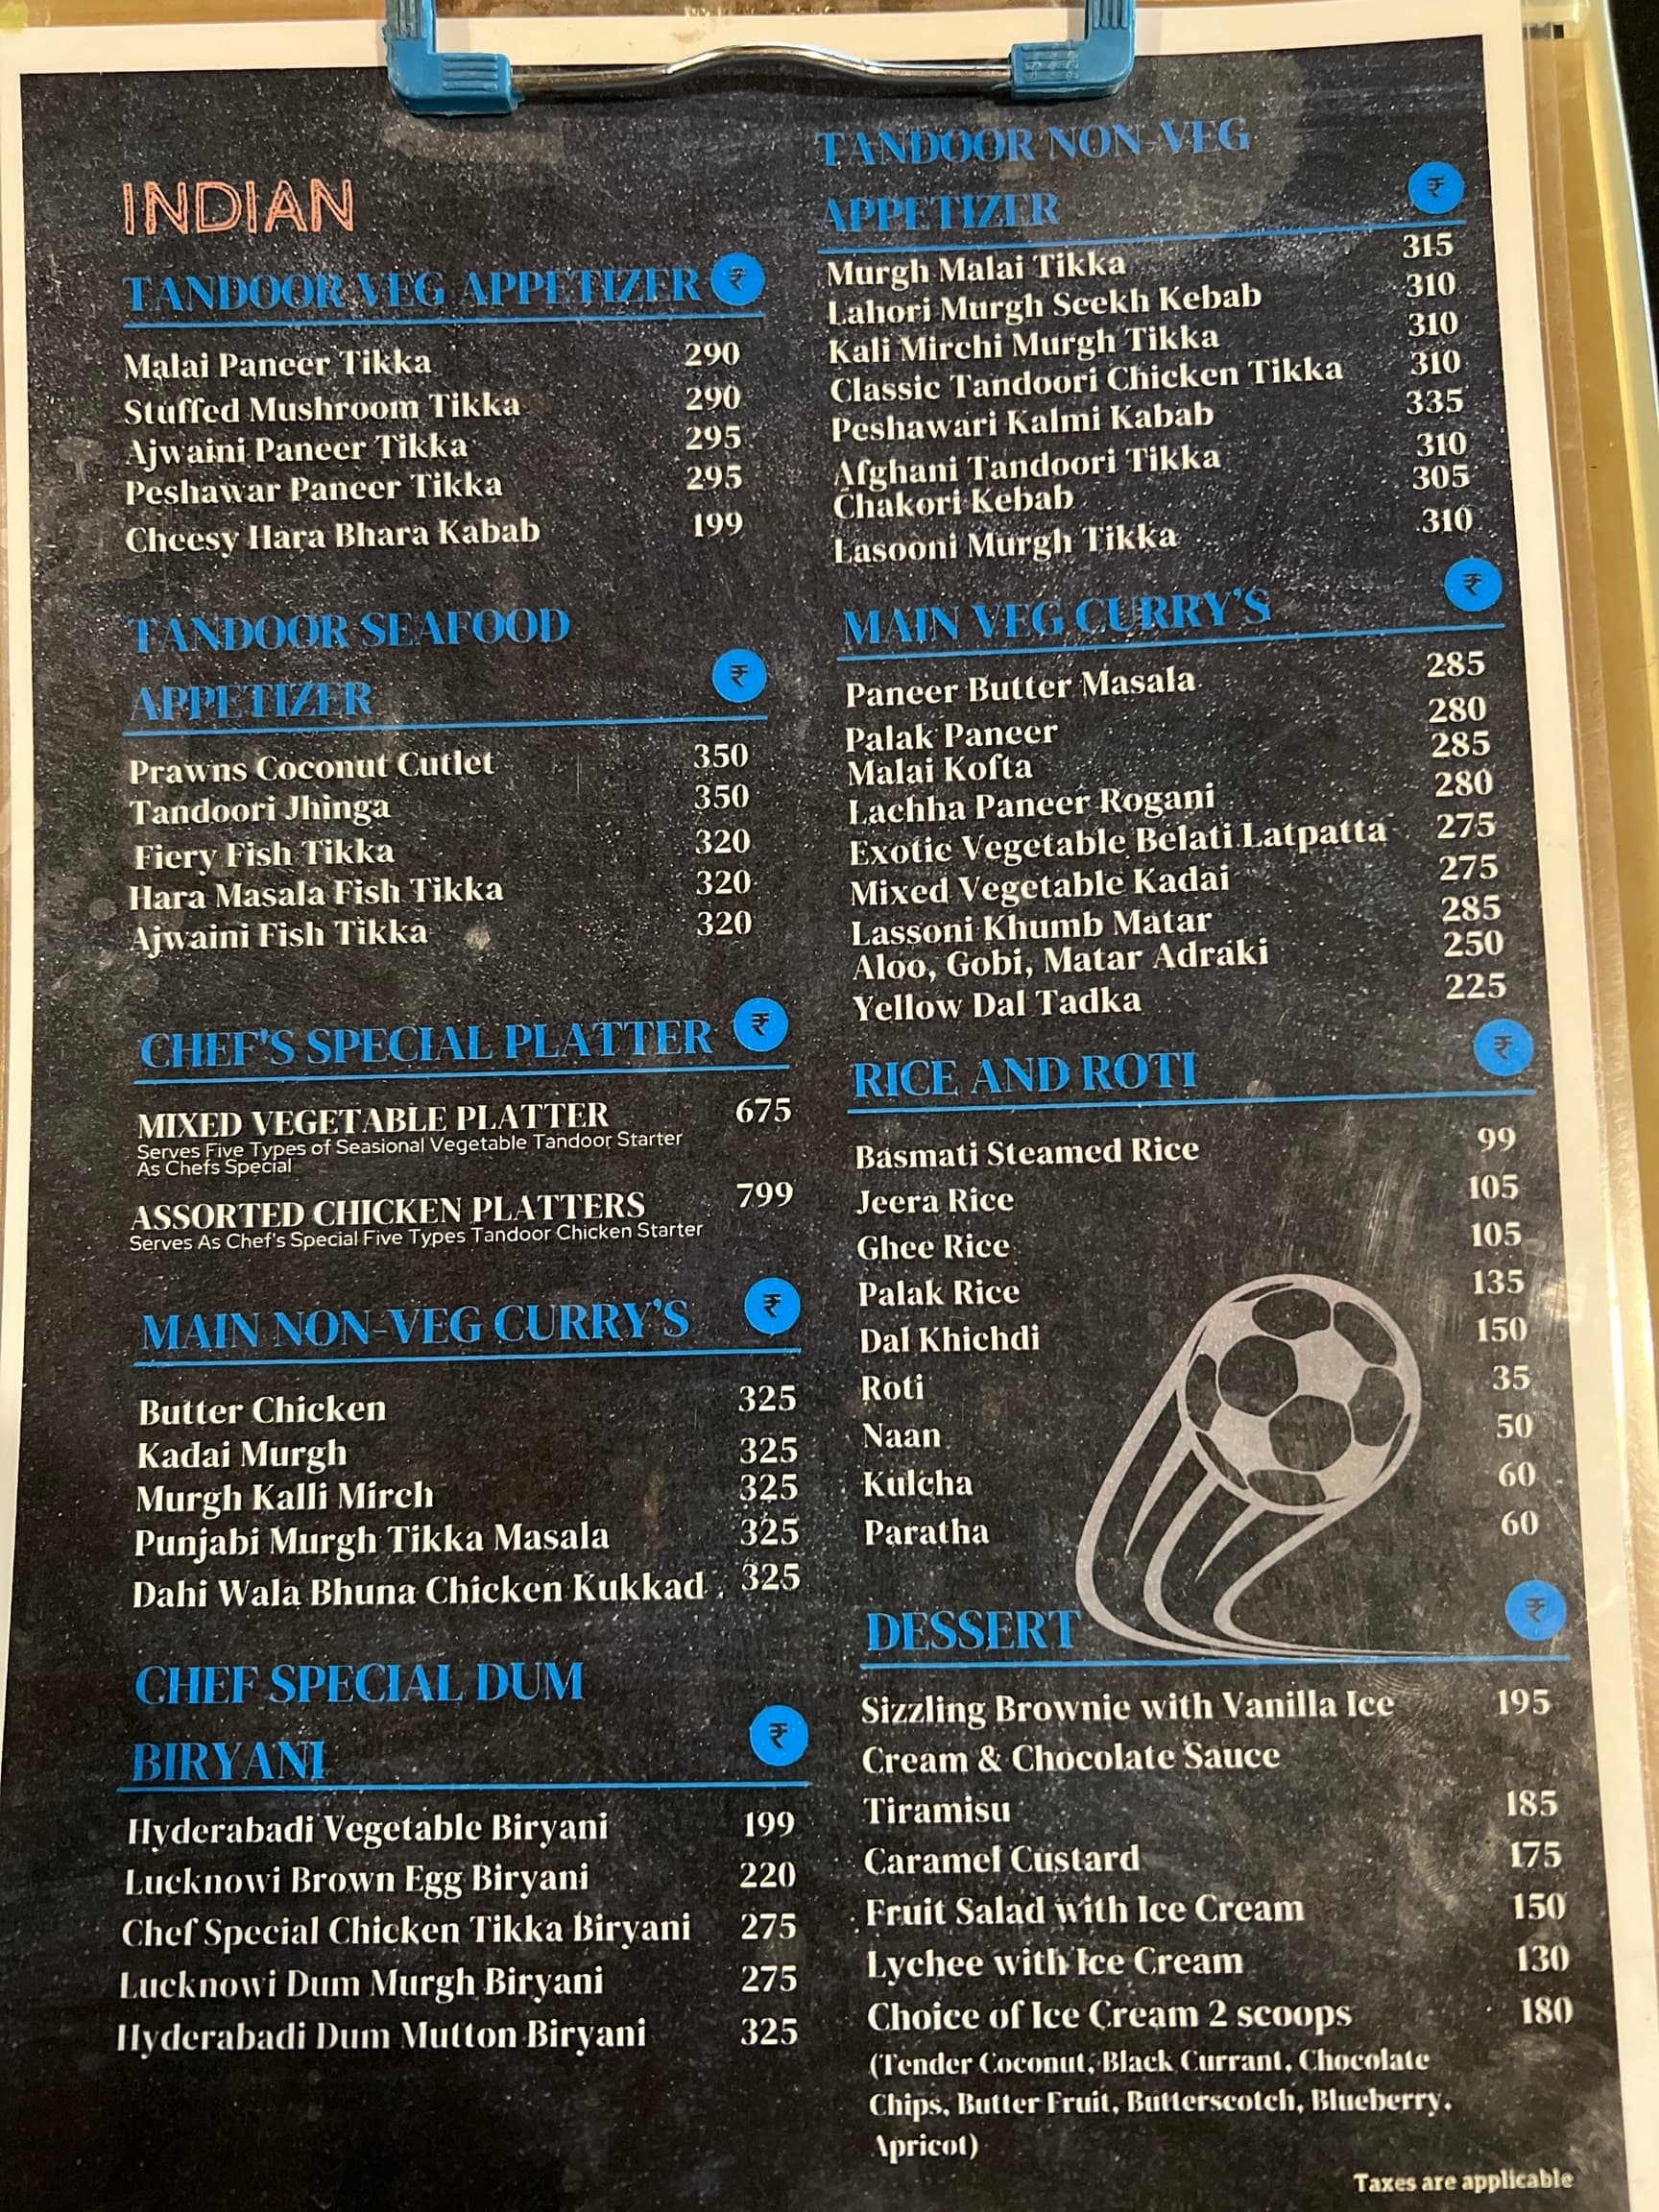 INDIAN
TANDOOR VEG APPETIZER ₹
Malai Paneer Tikka 290
Stuffed Mushroom Tikka 290
Ajwaini Paneer Tikka 295
Peshawar Paneer Tikka 295
Cheesy Hara Bhara Kabab 199
TANDOOR SEAFOOD
APPETIZER ₹
Prawns Coconut Cutlet 350
Tandoori Jhinga 350
Fiery Fish Tikka 320
Hara Masala Fish Tikka 320
Ajwaini Fish Tikka 320
CHEF'S SPECIAL PLATTER ₹
MIXED VEGETABLE PLATTER 675
Serves Five Types of Seasional Vegetable Tandoor Starter
As Chefs Special
ASSORTED CHICKEN PLATTERS 799
Serves As Chef's Special Five Types Tandoor Chicken Starter
MAIN NON-VEG CURRY'S ₹
Butter Chicken 325
Kadai Murgh 325
Murgh Kalli Mirch 325
Punjabi Murgh Tikka Masala 325
Dahi Wala Bhuna Chicken Kukkad . 325
CHEF SPECIAL DUM
BIRYANI ₹
Hyderabadi Vegetable Biryani 199
Lucknowi Brown Egg Biryani 220
Chef Special Chicken Tikka Biryani 275
Lucknowi Dum Murgh Biryani 275
Hyderabadi Dum Mutton Biryani 325
TANDOOR NON-VEG
APPETIZER ₹
Murgh Malai Tikka 315
Lahori Murgh Seekh Kebab 310
Kali Mirchi Murgh Tikka 310
Classic Tandoori Chicken Tikka 310
Peshawari Kalmi Kabab 335
Afghani Tandoori Tikka 310
Chakori Kebab 305
Lasooni Murgh Tikka 310
MAIN VEG CURRY'S ₹
Paneer Butter Masala 285
Palak Paneer 280
Malai Kofta 285
Lachha Paneer Rogani 280
Exotic Vegetable Belati Latpatta 275
Mixed Vegetable Kadai 275
Lassoni Khumb Matar 285
Aloo, Gobi, Matar Adraki 250
Yellow Dal Tadka 225
RICE AND ROTI ₹
Basmati Steamed Rice 99
Jeera Rice 105
Ghee Rice 105
Palak Rice 135
Dal Khichdi 150
Roti 35
Naan 50
Kulcha 60
Paratha 60
DESSERT ₹
Sizzling Brownie with Vanilla Ice 195
Cream & Chocolate Sauce
Tiramisu 185
Caramel Custard 175
Fruit Salad with Ice Cream 150
Lychee with Ice Cream 130
Choice of Ice Cream 2 scoops 180
(Tender Coconut, Black Currant, Chocolate
Chips, Butter Fruit, Butterscotch, Blueberry,
Apricot)
Taxes are applicable